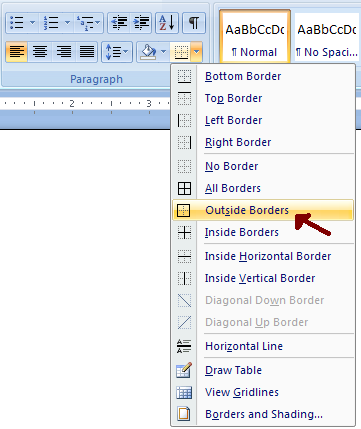 AaBbCcDc AaBbCcDc
¶ Normal ¶ No Spaci...
Paragraph
1 2 3
Bottom Border
Top Border
Left Border
Right Border
No Border
All Borders
Outside Borders
Inside Borders
Inside Horizontal Border
Inside Vertical Border
Diagonal Down Border
Diagonal Up Border
Horizontal Line
Draw Table
View Gridlines
Borders and Shading...